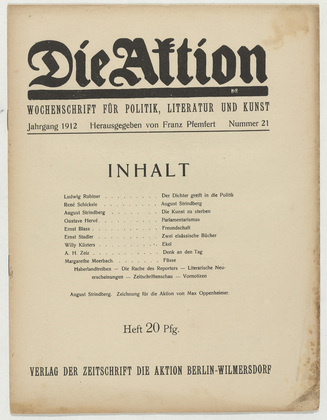 Die Aktion
WOCHENSCHRIFT FÜR POLITIK, LITERATUR UND KUNST
Jahrgang 1912 Herausgegeben von Franz Pfemfert Nummer 21
INHALT
Ludwig Rubiner . . . . . . . . . Der Dichter greift in die Politik
René Schickele . . . . . . . . . August Strindberg
August Strindberg . . . . . . . . . Die Kunst zu sterben
Gustave Hervé . . . . . . . . . Parlamentarismus
Ernst Blass . . . . . . . . . Freundschaft
Ernst Stadler . . . . . . . . . Zwei elsässische Bücher
Willy Küsters . . . . . . . . . Ekel
A. H. Zeiz . . . . . . . . . Denk an den Tag
Margarethe Meerbach . . . . . . . . . Füsse
Haberlandtreiben — Die Rache des Reporters — Literarische Neu-
erscheinungen — Zeitschriftenschau — Vornotizen
August Strindberg. Zeichnung für die Aktion von Max Oppenheimer
Heft 20 Pfg.
VERLAG DER ZEITSCHRIFT DIE AKTION BERLIN-WILMERSDORF